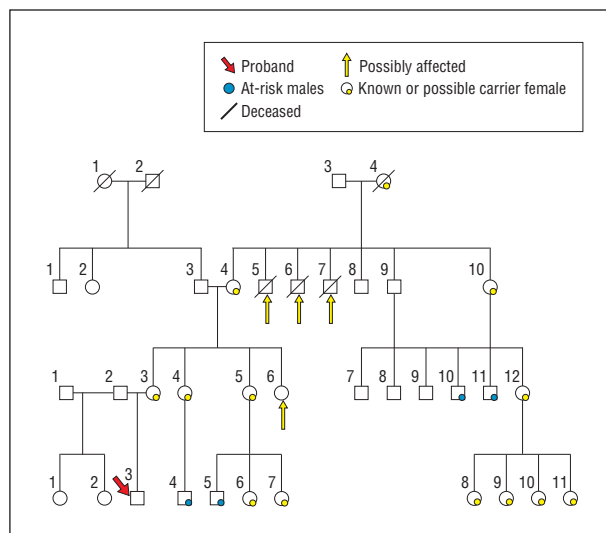 Proband
Possibly affected
At-risk males
Known or possible carrier female
Deceased
1 2 3 4
1 2 3 4 5 6 7 8 9 10
1 2 3 4 5 6 7 8 9 10 11 12
1 2 3 4 5 6 7 8 9 10 11